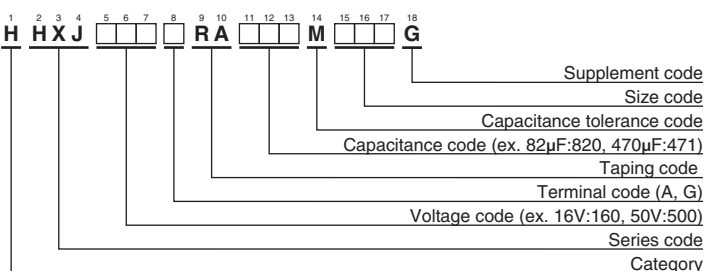 1 2 3 4 5 6 7 8 9 10 11 12 13 14 15 16 17 18
H HXJ □□□ □ RA □□□ M □□□ G
Supplement code
Size code
Capacitance tolerance code
Capacitance code (ex. 82µF:820, 470µF:471)
Taping code
Terminal code (A, G)
Voltage code (ex. 16V:160, 50V:500)
Series code
Category